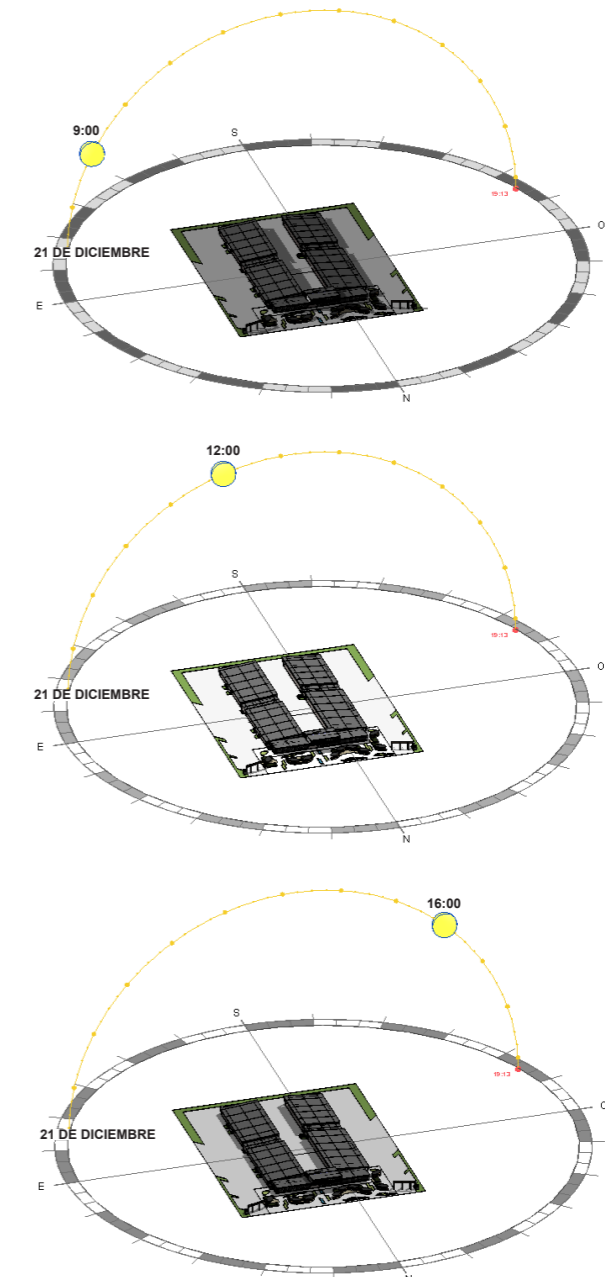 9:00
S
19:13
O
21 DE DICIEMBRE
E
N
12:00
S
19:13
O
21 DE DICIEMBRE
E
N
16:00
S
19:13
O
21 DE DICIEMBRE
E
N